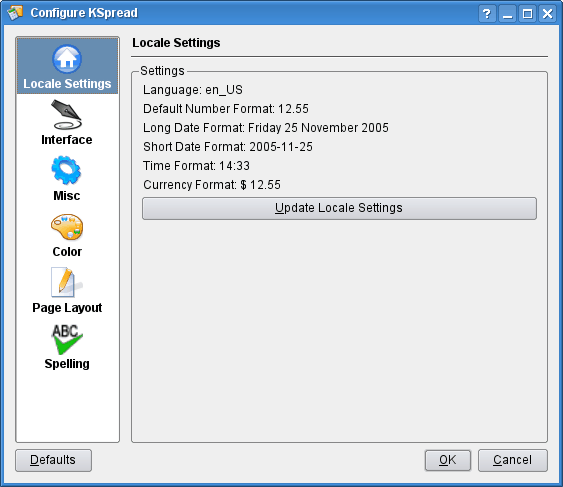 Configure KSpread
Locale Settings
Interface
Misc
Color
Page Layout
ABC
Spelling
Locale Settings
Settings
Language: en_US
Default Number Format: 12.55
Long Date Format: Friday 25 November 2005
Short Date Format: 2005-11-25
Time Format: 14:33
Currency Format: $ 12.55
Update Locale Settings
Defaults
OK
Cancel